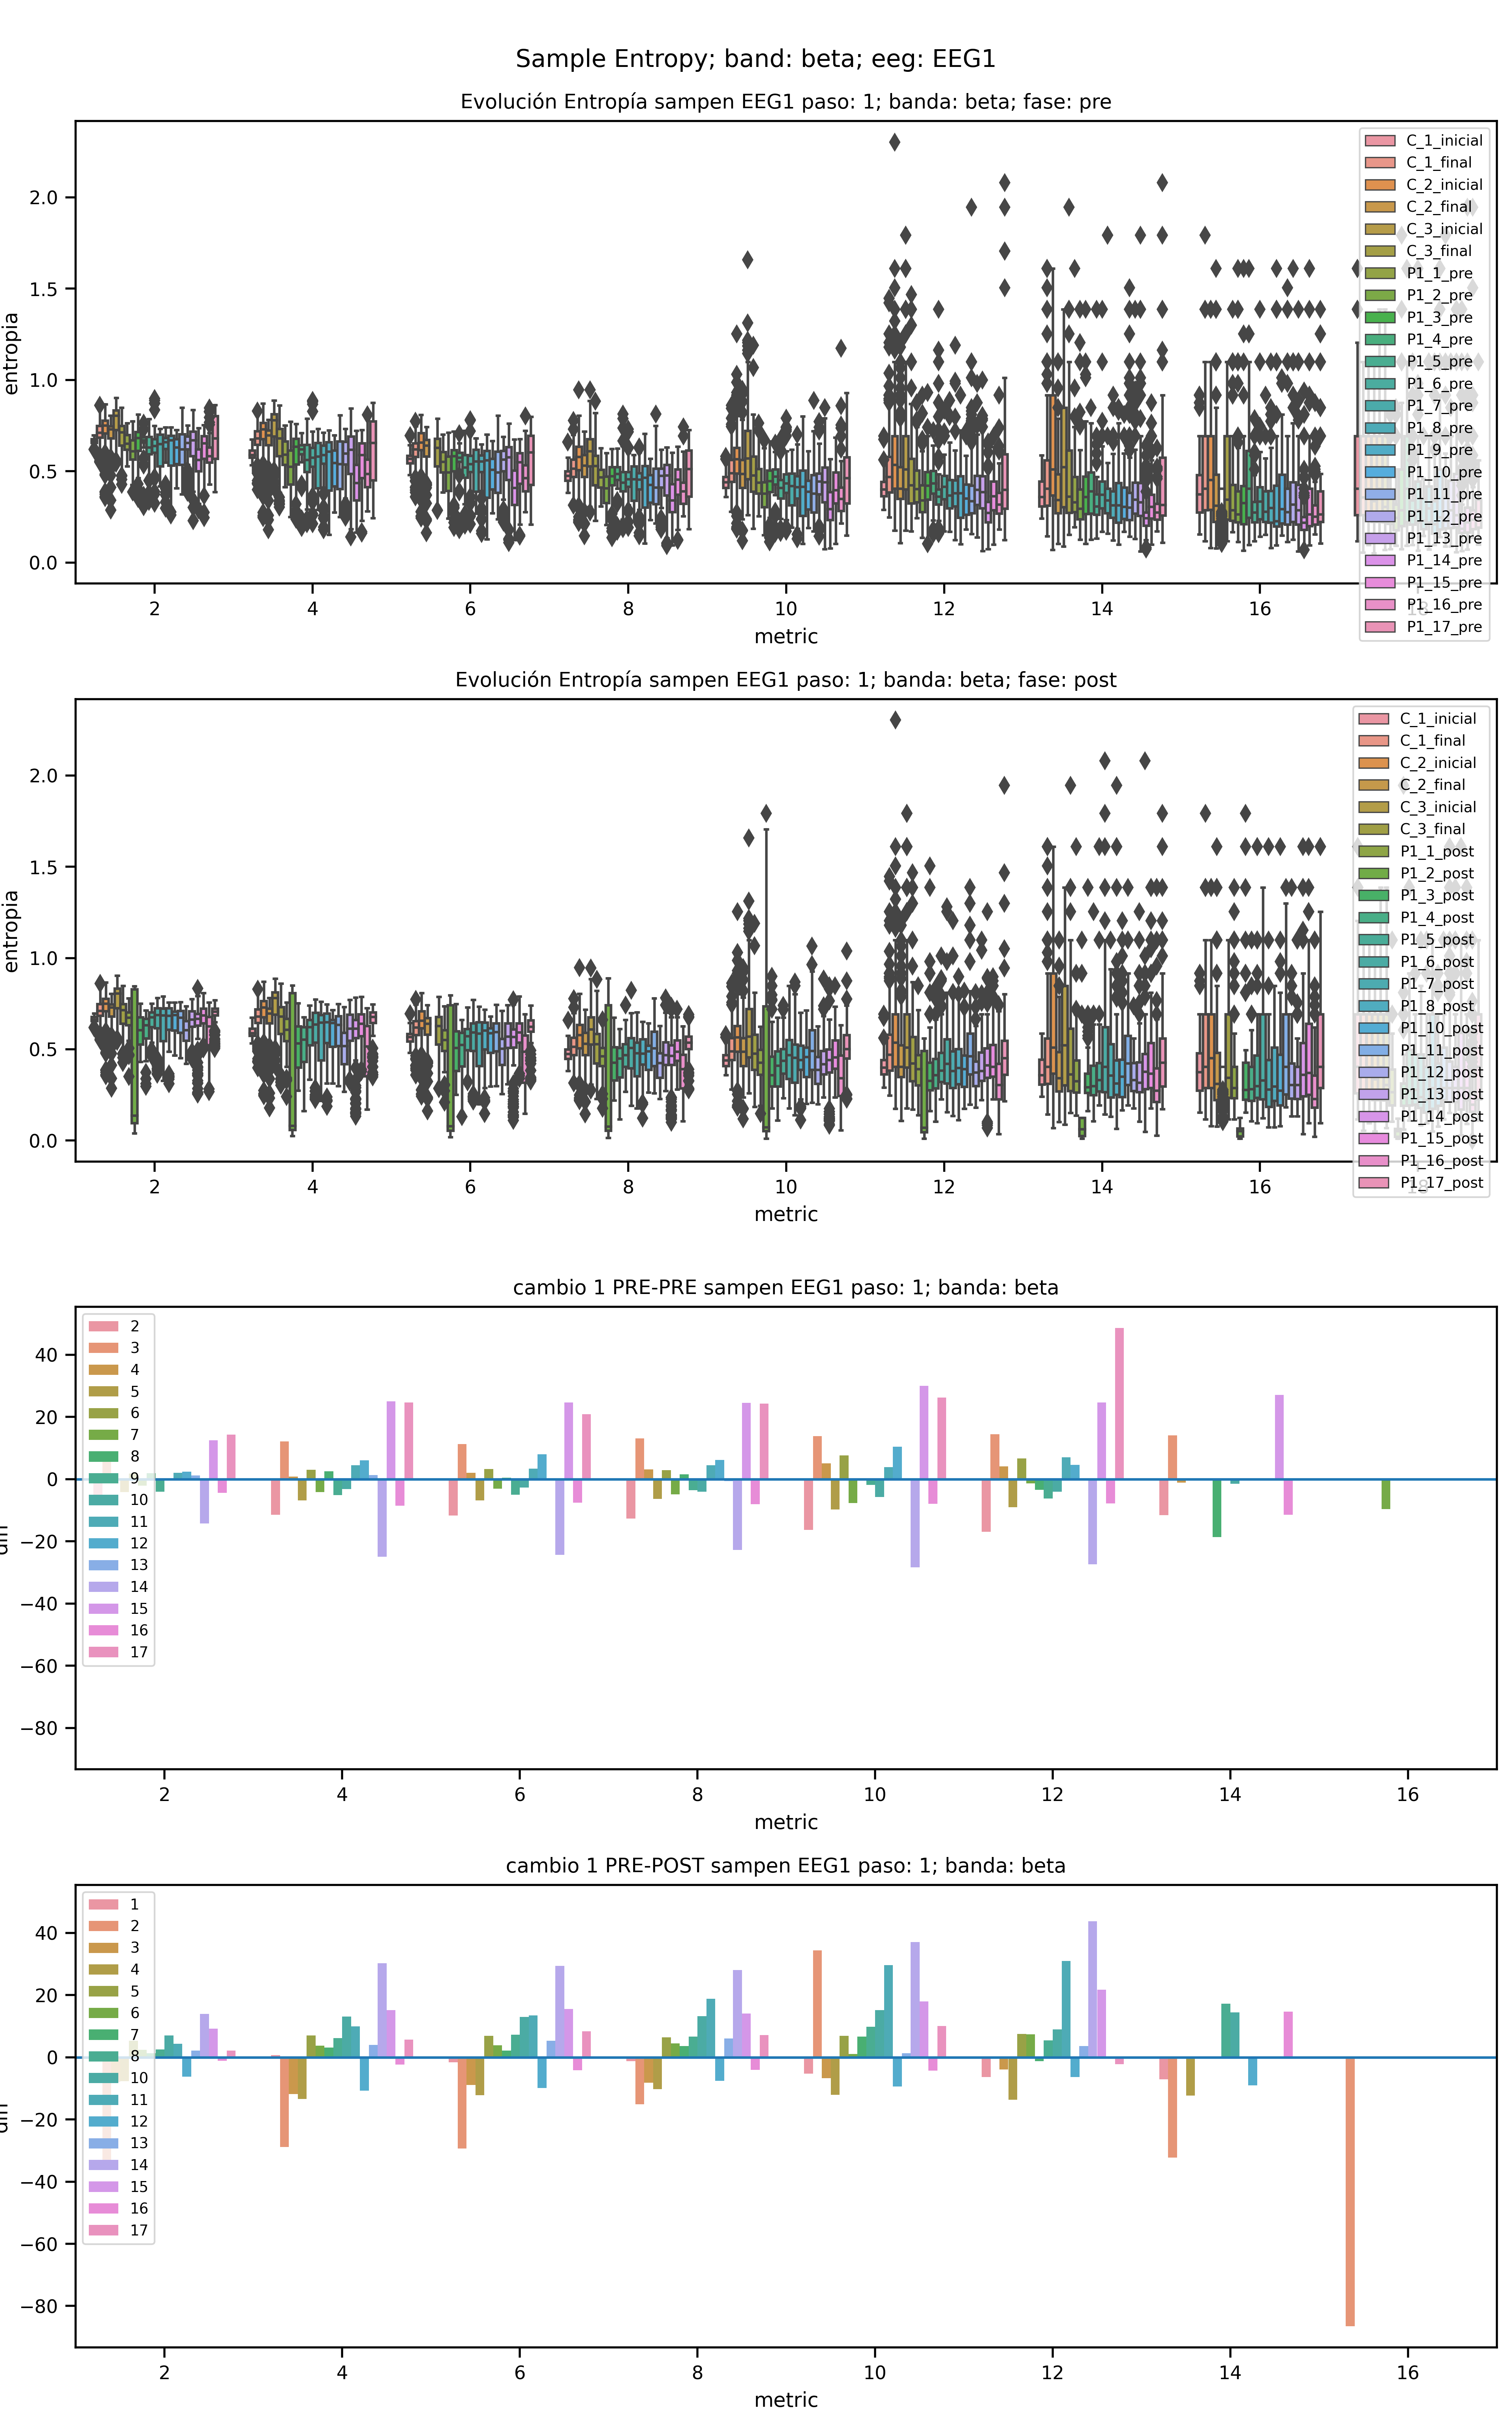 Sample Entropy; band: beta; eeg: EEG1
Evolución Entropía sampen EEG1 paso: 1; banda: beta; fase: pre
entropia
2.0
1.5
1.0
0.5
0.0
C_1_inicial
C_1_final
C_2_inicial
C_2_final
C_3_inicial
C_3_final
P1_1_pre
P1_2_pre
P1_3_pre
P1_4_pre
P1_5_pre
P1_6_pre
P1_7_pre
P1_8_pre
P1_9_pre
P1_10_pre
P1_11_pre
P1_12_pre
P1_13_pre
P1_14_pre
P1_15_pre
P1_16_pre
P1_17_pre
2 4 6 8 10 12 14 16 18
metric
Evolución Entropía sampen EEG1 paso: 1; banda: beta; fase: post
entropia
2.0
1.5
1.0
0.5
0.0
C_1_inicial
C_1_final
C_2_inicial
C_2_final
C_3_inicial
C_3_final
P1_1_post
P1_2_post
P1_3_post
P1_4_post
P1_5_post
P1_6_post
P1_7_post
P1_8_post
P1_10_post
P1_11_post
P1_12_post
P1_13_post
P1_14_post
P1_15_post
P1_16_post
P1_17_post
2 4 6 8 10 12 14 16 18
metric
cambio 1 PRE-PRE sampen EEG1 paso: 1; banda: beta
40
20
0
−20
−40
−60
−80
2
3
4
5
6
7
8
9
10
11
12
13
14
15
16
17
2 4 6 8 10 12 14 16
metric
cambio 1 PRE-POST sampen EEG1 paso: 1; banda: beta
40
20
0
−20
−40
−60
−80
1
2
3
4
5
6
7
8
10
11
12
13
14
15
16
17
2 4 6 8 10 12 14 16
metric